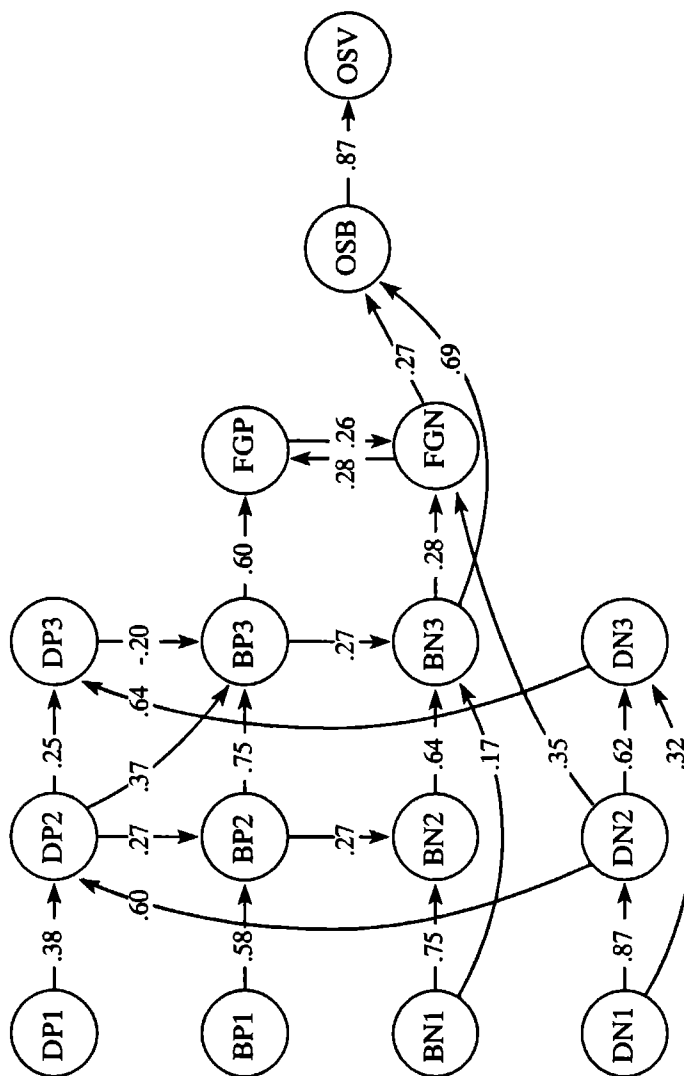 DP1
.38
DP2
.25
DP3
.27
.37
-.20
.60
.64
BP1
.58
BP2
.75
BP3
.60
FGP
.27
.27
.28
.26
BN1
.75
BN2
.64
BN3
.28
FGN
.27
OSB
.87
OSV
.17
.69
.35
DN1
.87
DN2
.62
DN3
.32